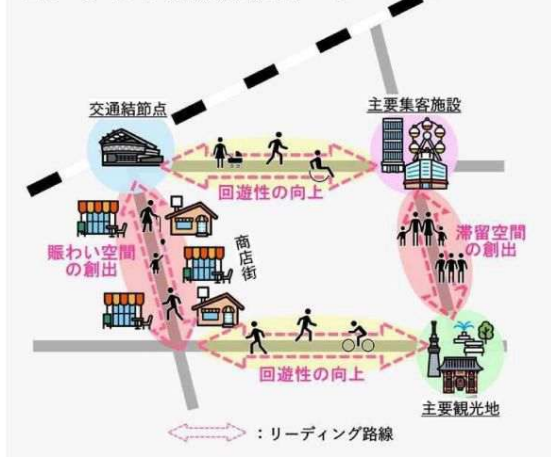 交通結節点
主要集客施設
回遊性の向上
賑わい空間
の創出
商店街
滞留空間
の創出
回遊性の向上
主要観光地
：リーディング路線